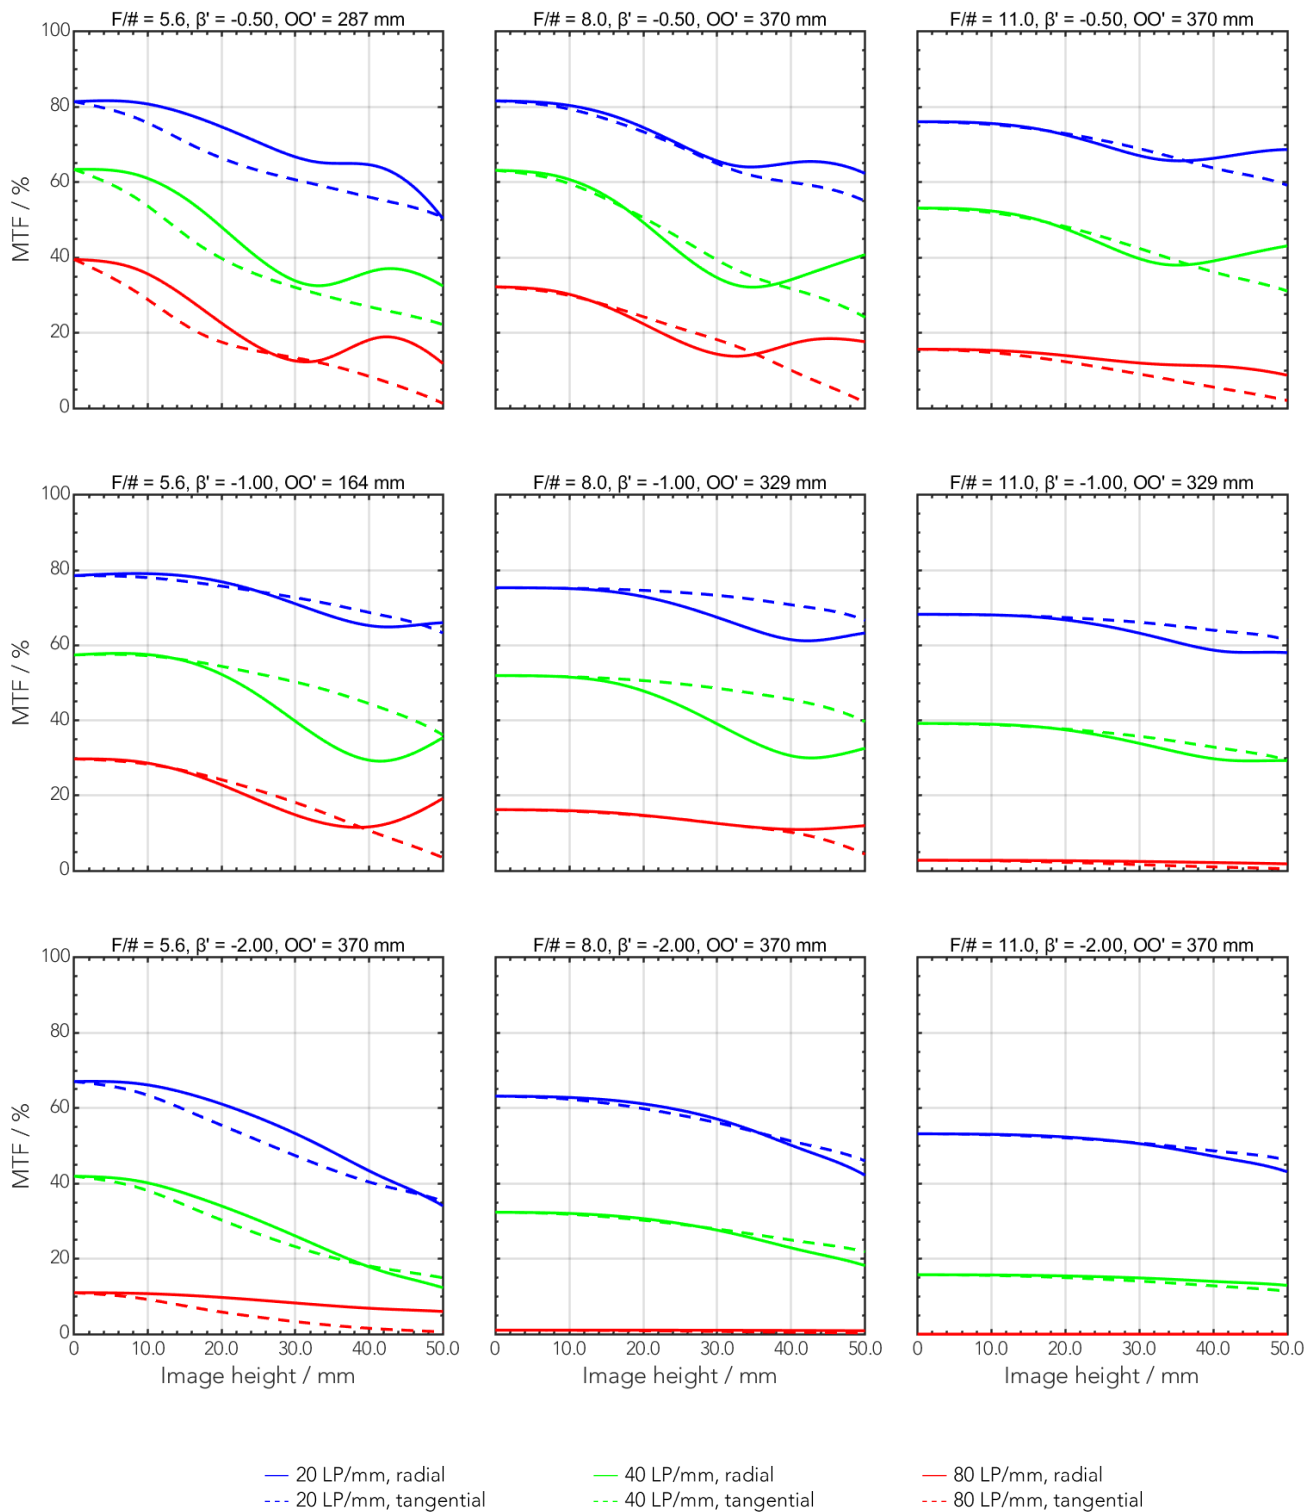 F/# = 5.6, β' = -0.50, OO' = 287 mm
F/# = 8.0, β' = -0.50, OO' = 370 mm
F/# = 11.0, β' = -0.50, OO' = 370 mm
100
80
60
40
20
0
MTF / %
F/# = 5.6, β' = -1.00, OO' = 164 mm
F/# = 8.0, β' = -1.00, OO' = 329 mm
F/# = 11.0, β' = -1.00, OO' = 329 mm
100
80
60
40
20
0
MTF / %
F/# = 5.6, β' = -2.00, OO' = 370 mm
F/# = 8.0, β' = -2.00, OO' = 370 mm
F/# = 11.0, β' = -2.00, OO' = 370 mm
100
80
60
40
20
0
MTF / %
0 10.0 20.0 30.0 40.0 50.0
0 10.0 20.0 30.0 40.0 50.0
0 10.0 20.0 30.0 40.0 50.0
Image height / mm
Image height / mm
Image height / mm
20 LP/mm, radial
40 LP/mm, radial
80 LP/mm, radial
20 LP/mm, tangential
40 LP/mm, tangential
80 LP/mm, tangential